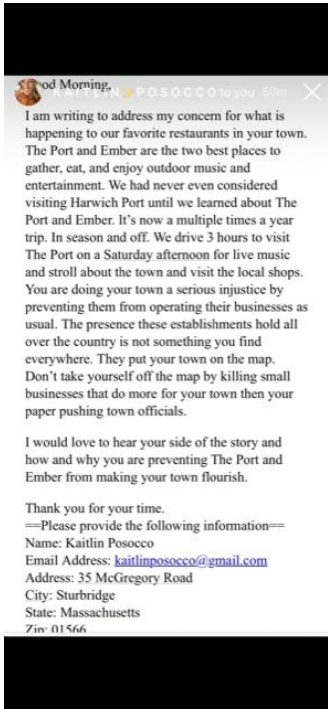 od Morning,
KAITLIN⚡POSOCCO to you 50m
I am writing to address my concern for what is
happening to our favorite restaurants in your town.
The Port and Ember are the two best places to
gather, eat, and enjoy outdoor music and
entertainment. We had never even considered
visiting Harwich Port until we learned about The
Port and Ember. It’s now a multiple times a year
trip. In season and off. We drive 3 hours to visit
The Port on a Saturday afternoon for live music
and stroll about the town and visit the local shops.
You are doing your town a serious injustice by
preventing them from operating their businesses as
usual. The presence these establishments hold all
over the country is not something you find
everywhere. They put your town on the map.
Don’t take yourself off the map by killing small
businesses that do more for your town then your
paper pushing town officials.
I would love to hear your side of the story and
how and why you are preventing The Port and
Ember from making your town flourish.
Thank you for your time.
==Please provide the following information==
Name: Kaitlin Posocco
Email Address: kaitlinposocco@gmail.com
Address: 35 McGregory Road
City: Sturbridge
State: Massachusetts
Zip: 01566